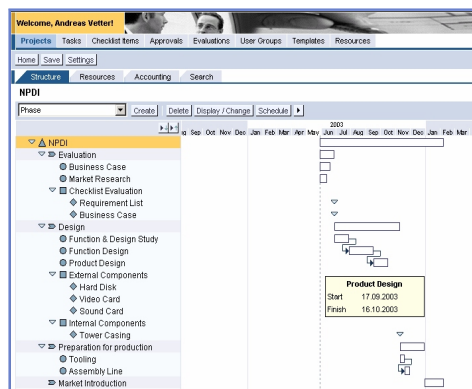 Welcome, Andreas Vetter!
Projects Tasks Checklist Items Approvals Evaluations User Groups Templates Resources
Home Save Settings
Structure Resources Accounting Search
NPDI
Phase Create Delete Display / Change Schedule
2003
Sep Oct Nov Dec Jan Feb Mar Apr May Jun Jul Aug Sep Oct Nov Dec Jan Feb Mar
NPDI
Evaluation
Business Case
Market Research
Checklist Evaluation
Requirement List
Business Case
Design
Function & Design Study
Function Design
Product Design
External Components
Hard Disk
Video Card
Sound Card
Internal Components
Tower Casing
Preparation for production
Tooling
Assembly Line
Market Introduction
Product Design
Start 17.09.2003
Finish 16.10.2003